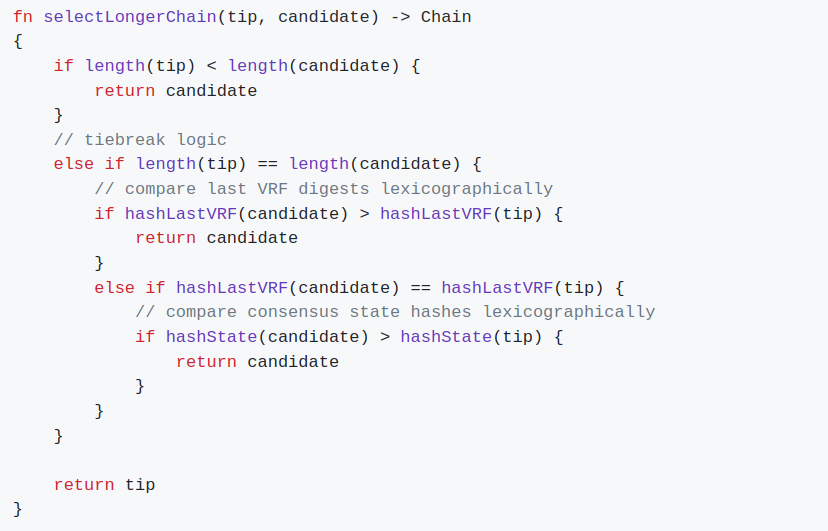 fn selectLongerChain(tip, candidate) -> Chain
{
    if length(tip) < length(candidate) {
        return candidate
    }
    // tiebreak logic
    else if length(tip) == length(candidate) {
        // compare last VRF digests lexicographically
        if hashLastVRF(candidate) > hashLastVRF(tip) {
            return candidate
        }
        else if hashLastVRF(candidate) == hashLastVRF(tip) {
            // compare consensus state hashes lexicographically
            if hashState(candidate) > hashState(tip) {
                return candidate
            }
        }
    }

    return tip
}